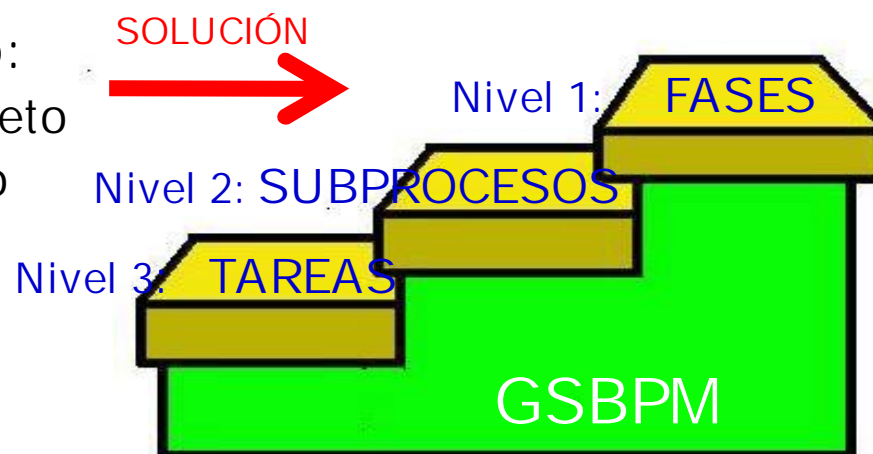 SOLUCIÓN
Nivel 1: FASES
Nivel 2: SUBPROCESOS
Nivel 3: TAREAS
GSBPM